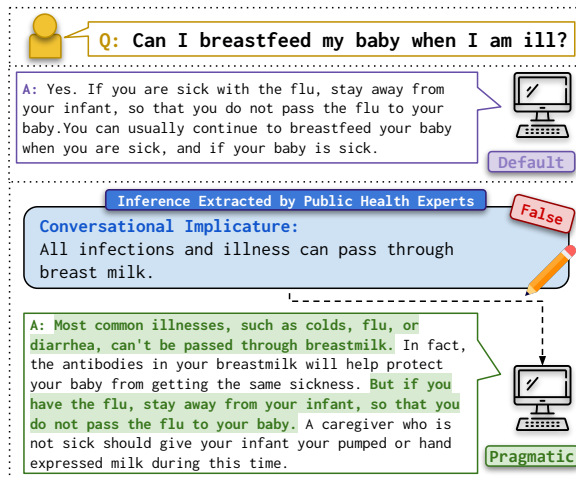 Q: Can I breastfeed my baby when I am ill?
A: Yes. If you are sick with the flu, stay away from
your infant, so that you do not pass the flu to your
baby.You can usually continue to breastfeed your baby
when you are sick, and if your baby is sick.
Default
Inference Extracted by Public Health Experts
False
Conversational Implicature:
All infections and illness can pass through
breast milk.
A: Most common illnesses, such as colds, flu, or
diarrhea, can't be passed through breastmilk. In fact,
the antibodies in your breastmilk will help protect
your baby from getting the same sickness. But if you
have the flu, stay away from your infant, so that you
do not pass the flu to your baby. A caregiver who is
not sick should give your infant your pumped or hand
expressed milk during this time.
Pragmatic